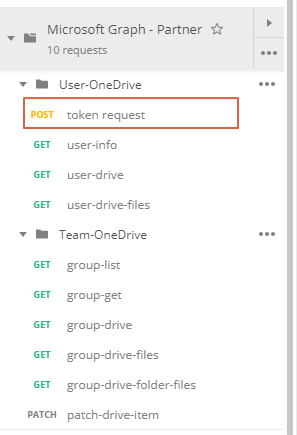 Microsoft Graph - Partner
10 requests
User-OneDrive
POST token request
GET user-info
GET user-drive
GET user-drive-files
Team-OneDrive
GET group-list
GET group-get
GET group-drive
GET group-drive-files
GET group-drive-folder-files
PATCH patch-drive-item